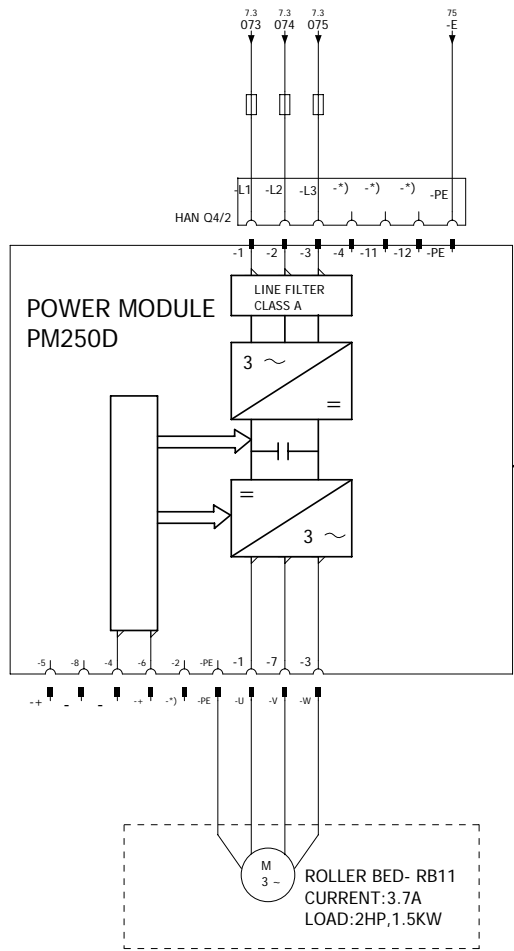 7.3 7.3 7.3 75
073 074 075 -E
-L1 -L2 -L3 -*) -*) -*) -PE
HAN Q4/2
-1 -2 -3 -4 -11 -12 -PE
LINE FILTER
CLASS A
POWER MODULE
PM250D
3 ~
=
=
3 ~
-5 -8 -4 -6 -2 -PE -1 -7 -3
-+ - - -+ -*) -PE -U -V -W
M
3 ~
ROLLER BED- RB11
CURRENT:3.7A
LOAD:2HP,1.5KW